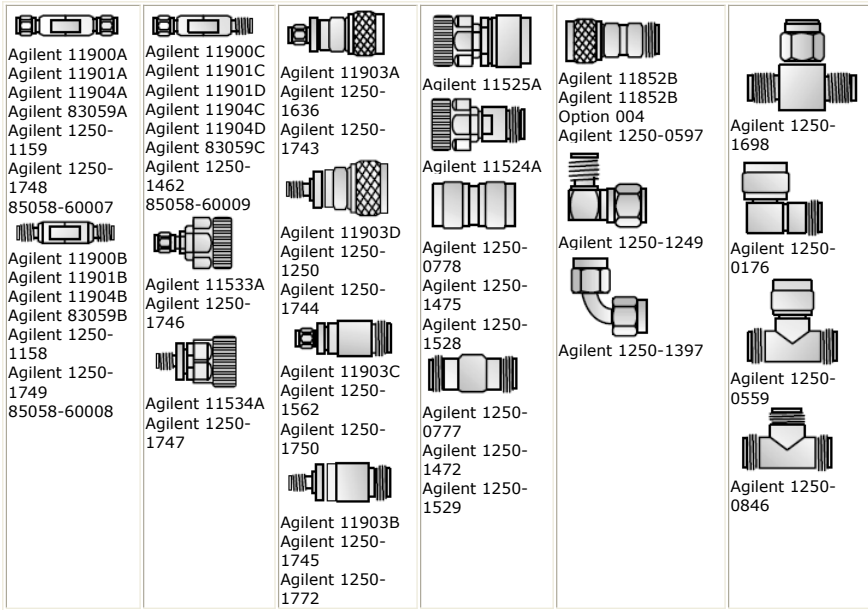 Agilent 11900A
Agilent 11901A
Agilent 11904A
Agilent 83059A
Agilent 1250-
1159
Agilent 1250-
1748
85058-60007
Agilent 11900B
Agilent 11901B
Agilent 11904B
Agilent 83059B
Agilent 1250-
1158
Agilent 1250-
1749
85058-60008
Agilent 11900C
Agilent 11901C
Agilent 11901D
Agilent 11904C
Agilent 11904D
Agilent 83059C
Agilent 1250-
1462
85058-60009
Agilent 11533A
Agilent 1250-
1746
Agilent 11534A
Agilent 1250-
1747
Agilent 11903A
Agilent 1250-
1636
Agilent 1250-
1743
Agilent 11903D
Agilent 1250-
1250
Agilent 1250-
1744
Agilent 11903C
Agilent 1250-
1562
Agilent 1250-
1750
Agilent 11903B
Agilent 1250-
1745
Agilent 1250-
1772
Agilent 11525A
Agilent 11524A
Agilent 1250-
0778
Agilent 1250-
1475
Agilent 1250-
1528
Agilent 1250-
0777
Agilent 1250-
1472
Agilent 1250-
1529
Agilent 11852B
Agilent 11852B
Option 004
Agilent 1250-0597
Agilent 1250-1249
Agilent 1250-1397
Agilent 1250-
1698
Agilent 1250-
0176
Agilent 1250-
0559
Agilent 1250-
0846